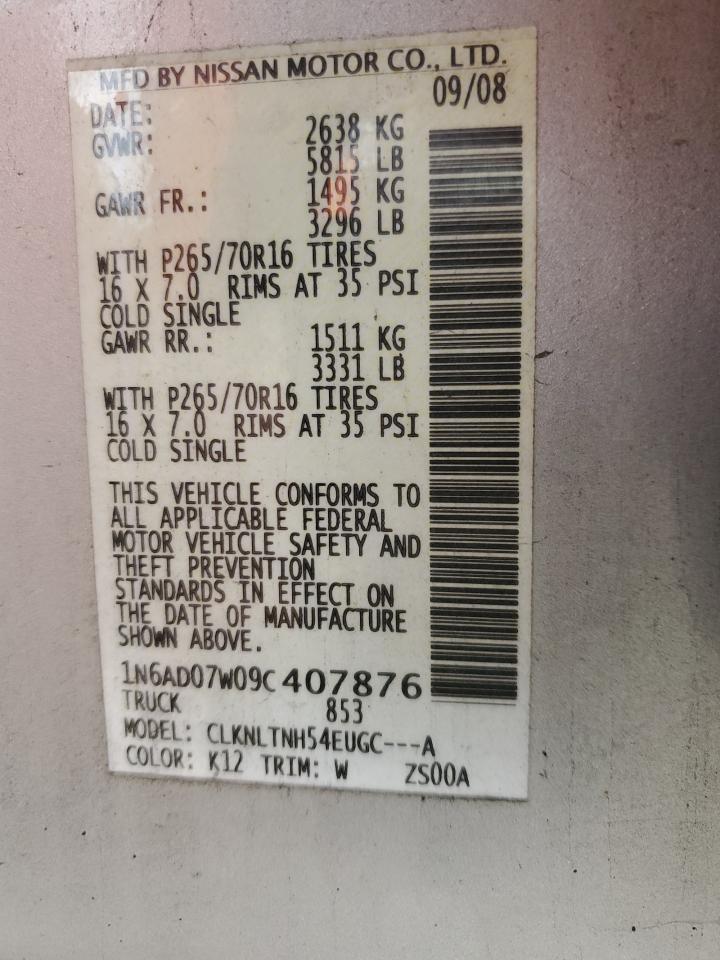 MFD BY NISSAN MOTOR CO., LTD.
DATE: 09/08
GVWR: 2638 KG
5815 LB
GAWR FR.: 1495 KG
3296 LB
WITH P265/70R16 TIRES
16 X 7.0 RIMS AT 35 PSI
COLD SINGLE
GAWR RR.: 1511 KG
3331 LB
WITH P265/70R16 TIRES
16 X 7.0 RIMS AT 35 PSI
COLD SINGLE
THIS VEHICLE CONFORMS TO
ALL APPLICABLE FEDERAL
MOTOR VEHICLE SAFETY AND
THEFT PREVENTION
STANDARDS IN EFFECT ON
THE DATE OF MANUFACTURE
SHOWN ABOVE.
1N6AD07W09C407876
TRUCK 853
MODEL: CLKNLTNH54EUGC---A
COLOR: K12 TRIM: W ZS00A